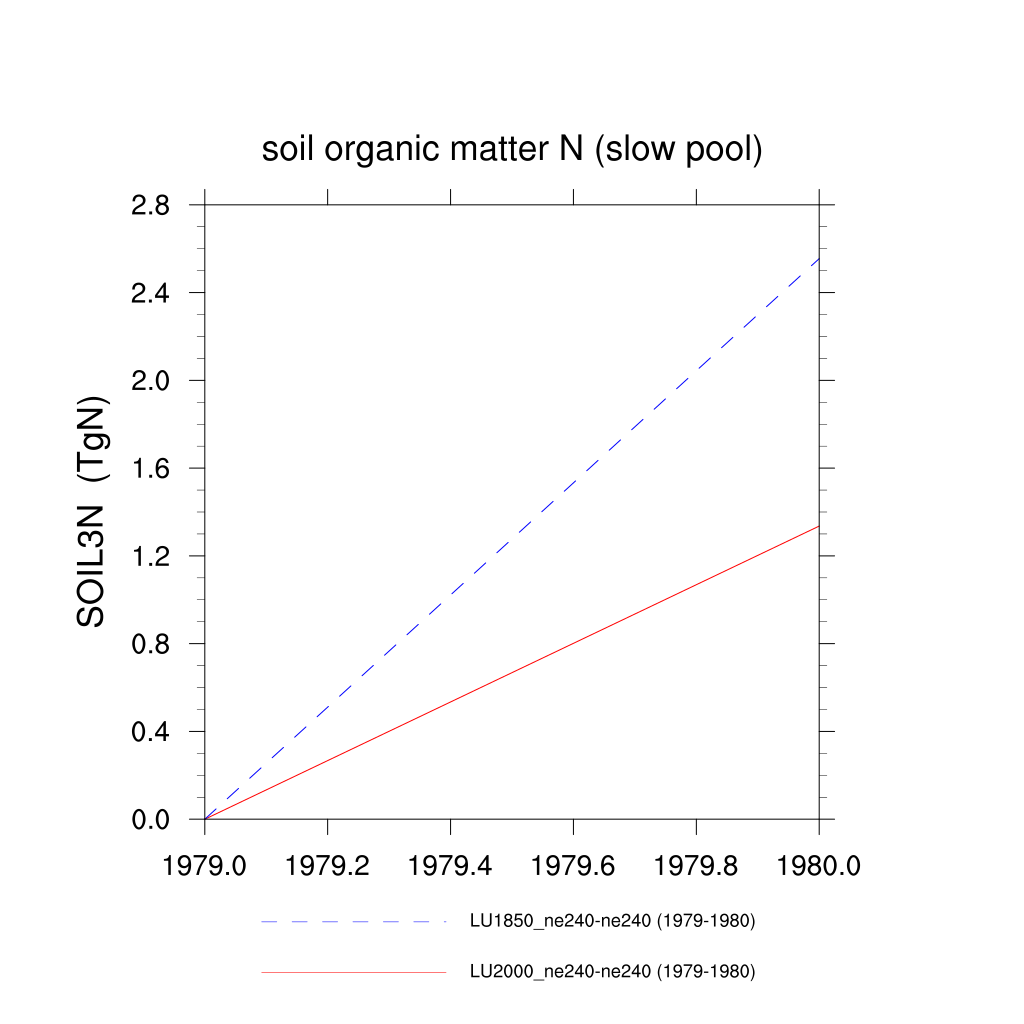 soil organic matter N (slow pool)
SOIL3N (TgN)
2.8
2.4
2.0
1.6
1.2
0.8
0.4
0.0
1979.0 1979.2 1979.4 1979.6 1979.8 1980.0
LU1850_ne240-ne240 (1979-1980)
LU2000_ne240-ne240 (1979-1980)